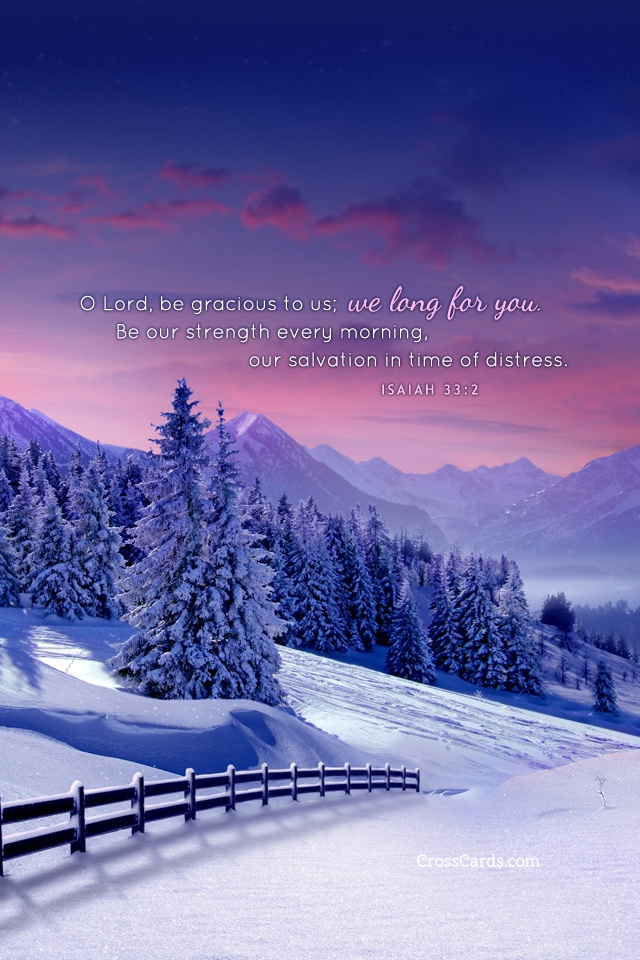 O Lord, be gracious to us; we long for you.
Be our strength every morning,
our salvation in time of distress.
ISAIAH 33:2
CrossCards.com